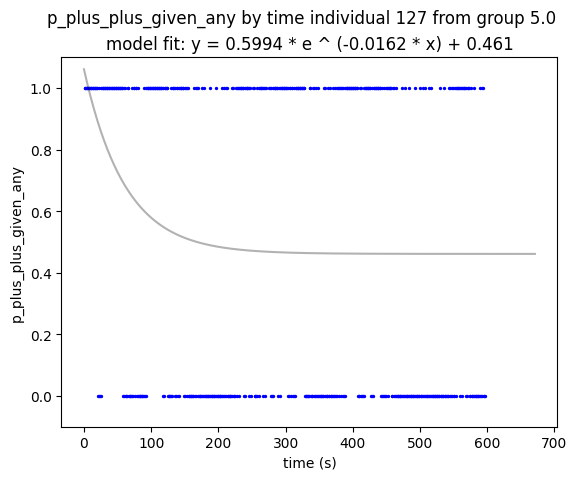 p_plus_plus_given_any by time individual 127 from group 5.0
model fit: y = 0.5994 * e ^ (-0.0162 * x) + 0.461
1.0
0.8
0.6
0.4
0.2
0.0
p_plus_plus_given_any
0 100 200 300 400 500 600 700
time (s)